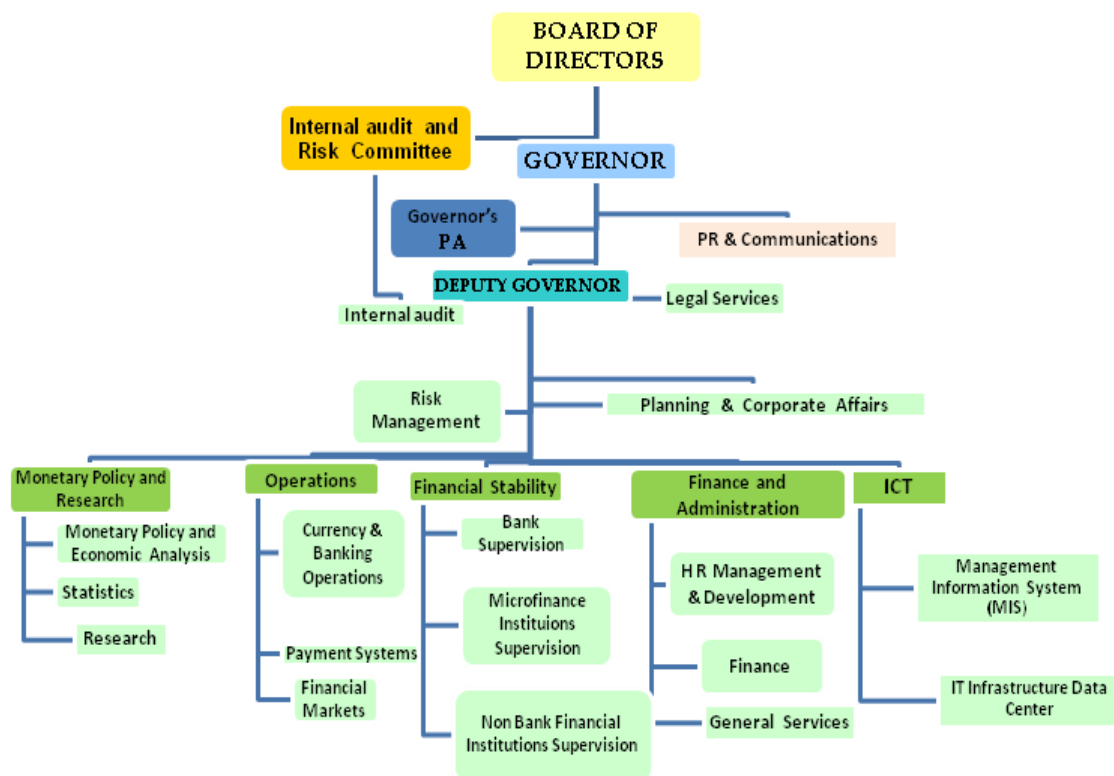 BOARD OF
DIRECTORS
Internal audit and
Risk Committee
GOVERNOR
Governor's
PA
PR & Communications
DEPUTY GOVERNOR
Legal Services
Internal audit
Risk
Management
Planning & Corporate Affairs
Monetary Policy and
Research
Monetary Policy and
Economic Analysis
Statistics
Research
Operations
Currency &
Banking
Operations
Payment Systems
Financial
Markets
Financial Stability
Bank
Supervision
Microfinance
Instituions
Supervision
Non Bank Financial
Institutions Supervision
Finance and
Administration
HR Management
& Development
Finance
General Services
ICT
Management
Information System
(MIS)
IT Infrastructure Data
Center